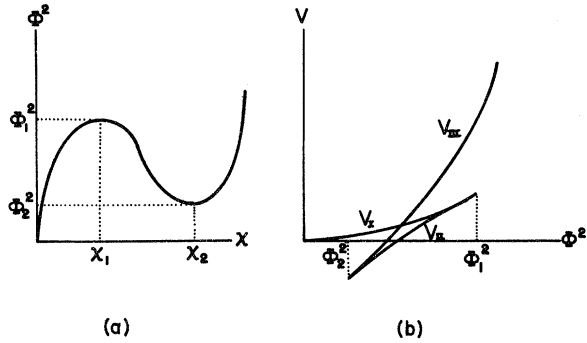 Φ²
Φ₁²
Φ₂²
χ₁
χ₂
χ
(a)
V
V_III
V_I
V_II
Φ₂²
Φ₁²
Φ²
(b)